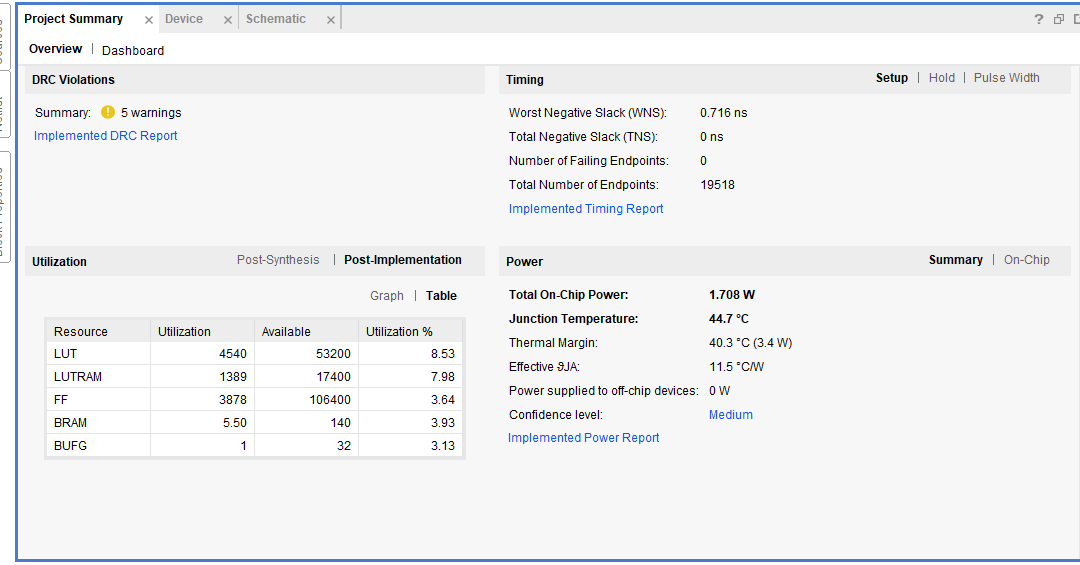 Project Summary × Device × Schematic × ?
Overview | Dashboard
DRC Violations
Summary: ! 5 warnings
Implemented DRC Report
Timing Setup | Hold | Pulse Width
Worst Negative Slack (WNS): 0.716 ns
Total Negative Slack (TNS): 0 ns
Number of Failing Endpoints: 0
Total Number of Endpoints: 19518
Implemented Timing Report
Utilization Post-Synthesis | Post-Implementation
Graph | Table
Resource Utilization Available Utilization %
LUT 4540 53200 8.53
LUTRAM 1389 17400 7.98
FF 3878 106400 3.64
BRAM 5.50 140 3.93
BUFG 1 32 3.13
Power Summary | On-Chip
Total On-Chip Power: 1.708 W
Junction Temperature: 44.7 °C
Thermal Margin: 40.3 °C (3.4 W)
Effective ϑJA: 11.5 °C/W
Power supplied to off-chip devices: 0 W
Confidence level: Medium
Implemented Power Report